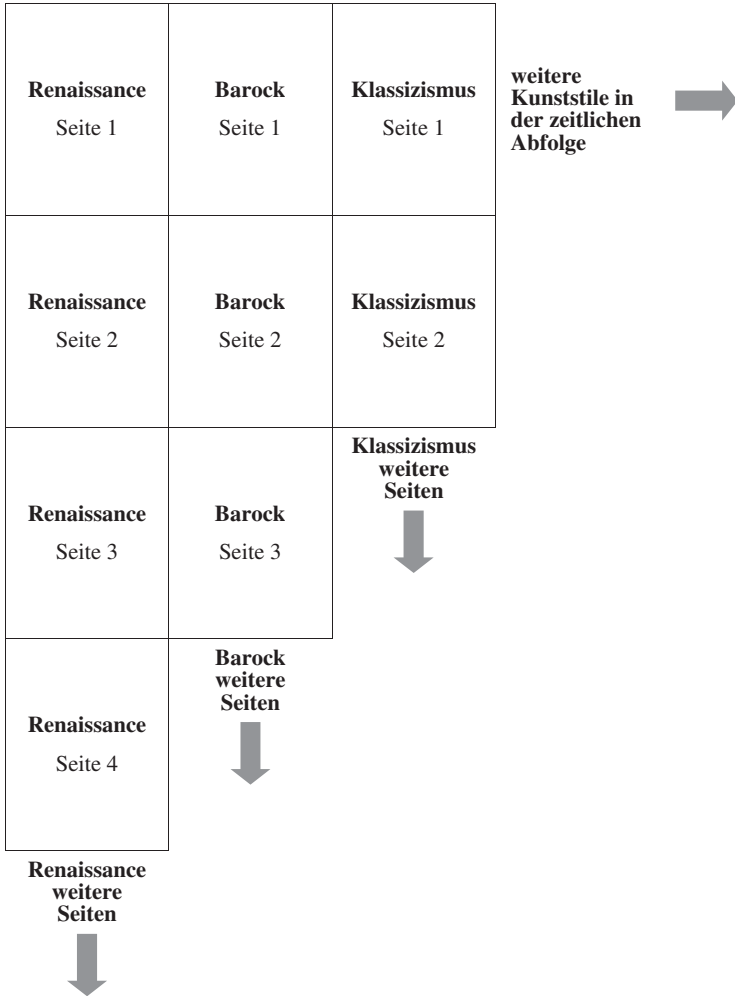 Renaissance
Seite 1
Barock
Seite 1
Klassizismus
Seite 1
weitere
Kunststile in
der zeitlichen
Abfolge
Renaissance
Seite 2
Barock
Seite 2
Klassizismus
Seite 2
Renaissance
Seite 3
Barock
Seite 3
Klassizismus
weitere
Seiten
Renaissance
Seite 4
Barock
weitere
Seiten
Renaissance
weitere
Seiten